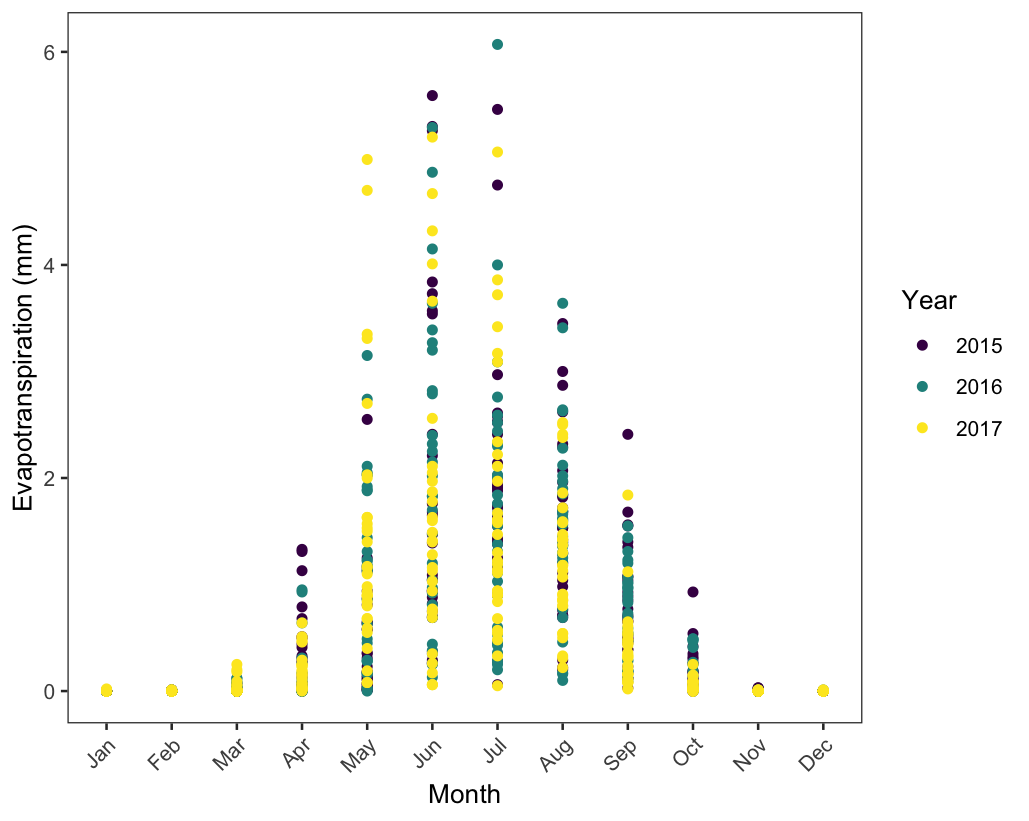 6
4
2
0
Evapotranspiration (mm)
Jan
Feb
Mar
Apr
May
Jun
Jul
Aug
Sep
Oct
Nov
Dec
Month
Year
2015
2016
2017